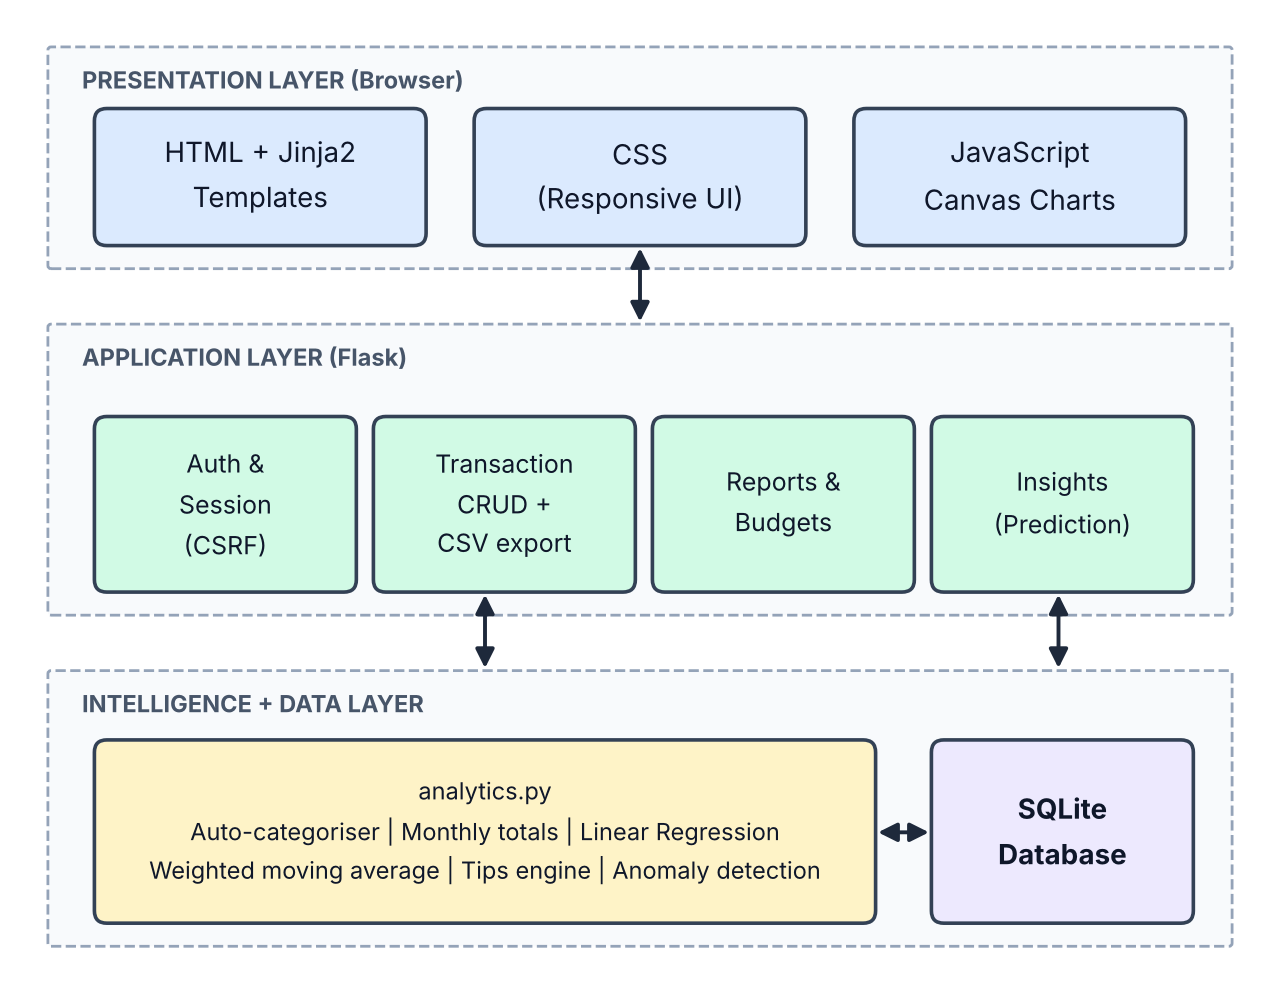 PRESENTATION LAYER (Browser)
HTML + Jinja2
Templates
CSS
(Responsive UI)
JavaScript
Canvas Charts
APPLICATION LAYER (Flask)
Auth &
Session
(CSRF)
Transaction
CRUD +
CSV export
Reports &
Budgets
Insights
(Prediction)
INTELLIGENCE + DATA LAYER
analytics.py
Auto-categoriser | Monthly totals | Linear Regression
Weighted moving average | Tips engine | Anomaly detection
SQLite
Database